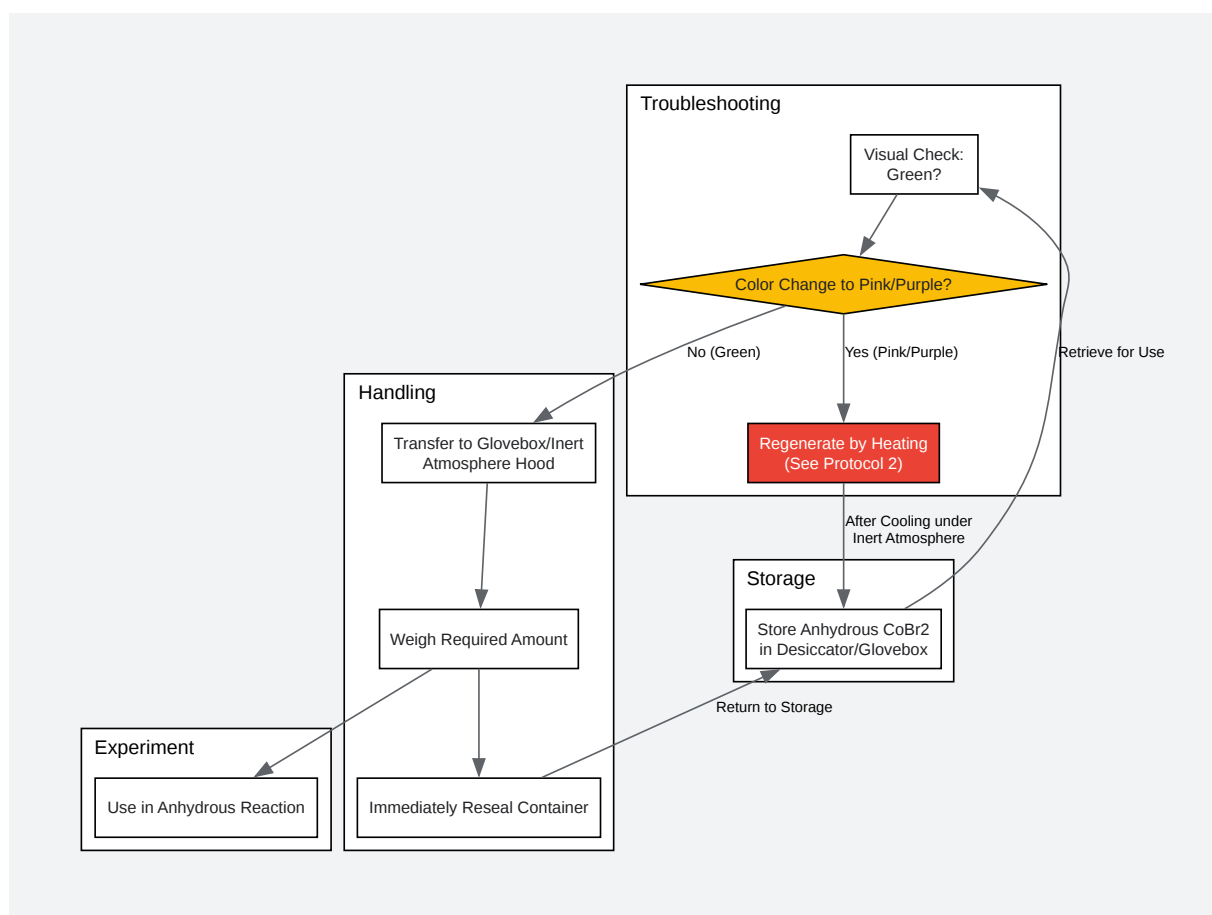 Troubleshooting
Visual Check:
Green?
Color Change to Pink/Purple?
No (Green)
Yes (Pink/Purple)
Retrieve for Use
Handling
Transfer to Glovebox/Inert
Atmosphere Hood
Regenerate by Heating
(See Protocol 2)
After Cooling under
Inert Atmosphere
Storage
Store Anhydrous CoBr2
in Desiccator/Glovebox
Weigh Required Amount
Return to Storage
Experiment
Use in Anhydrous Reaction
Immediately Reseal Container